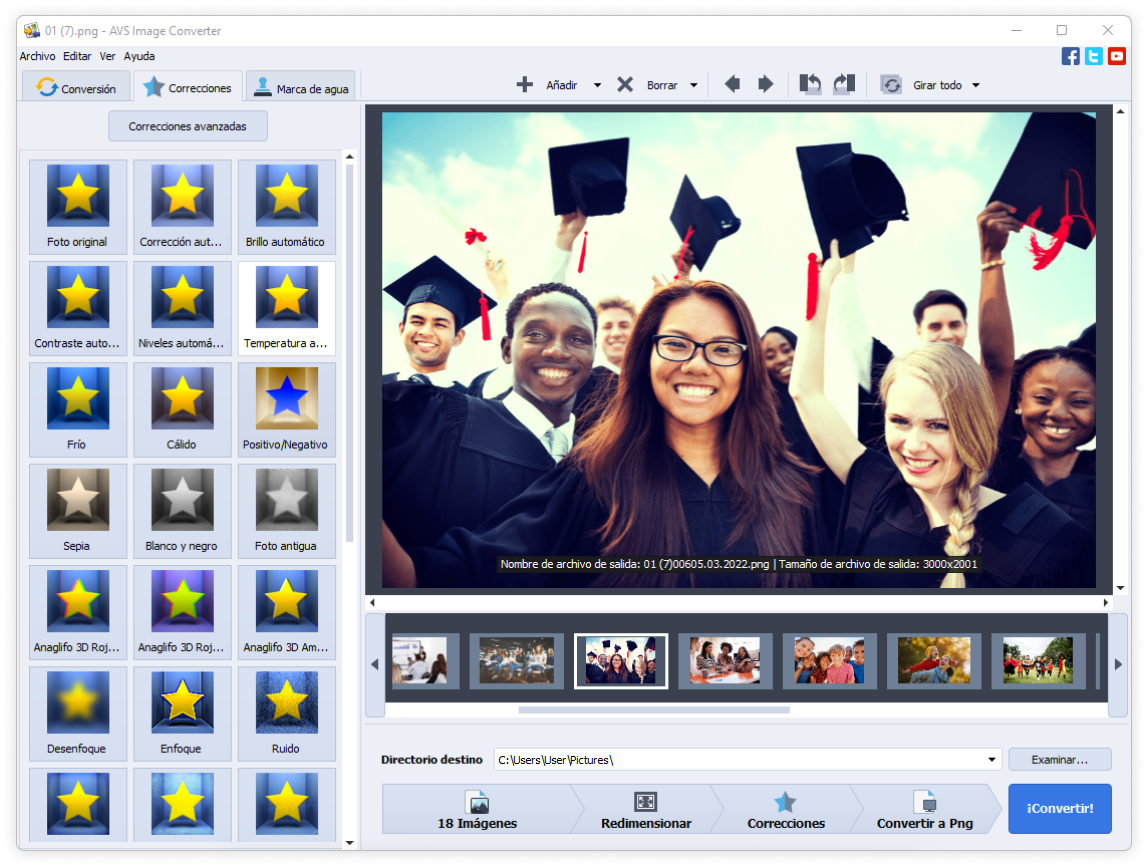 01 (7).png - AVS Image Converter
Archivo Editar Ver Ayuda
Conversión
Correcciones
Marca de agua
Añadir
Borrar
Girar todo
Correcciones avanzadas
Foto original
Corrección aut...
Brillo automático
Contraste auto...
Niveles automá...
Temperatura a...
Frío
Cálido
Positivo/Negativo
Sepia
Blanco y negro
Foto antigua
Anaglifo 3D Roj...
Anaglifo 3D Roj...
Anaglifo 3D Am...
Desenfoque
Enfoque
Ruido
Nombre de archivo de salida: 01 (7)00605.03.2022.png | Tamaño de archivo de salida: 3000x2001
Directorio destino
C:\Users\User\Pictures\
Examinar...
18 Imágenes
Redimensionar
Correcciones
Convertir a Png
¡Convertir!